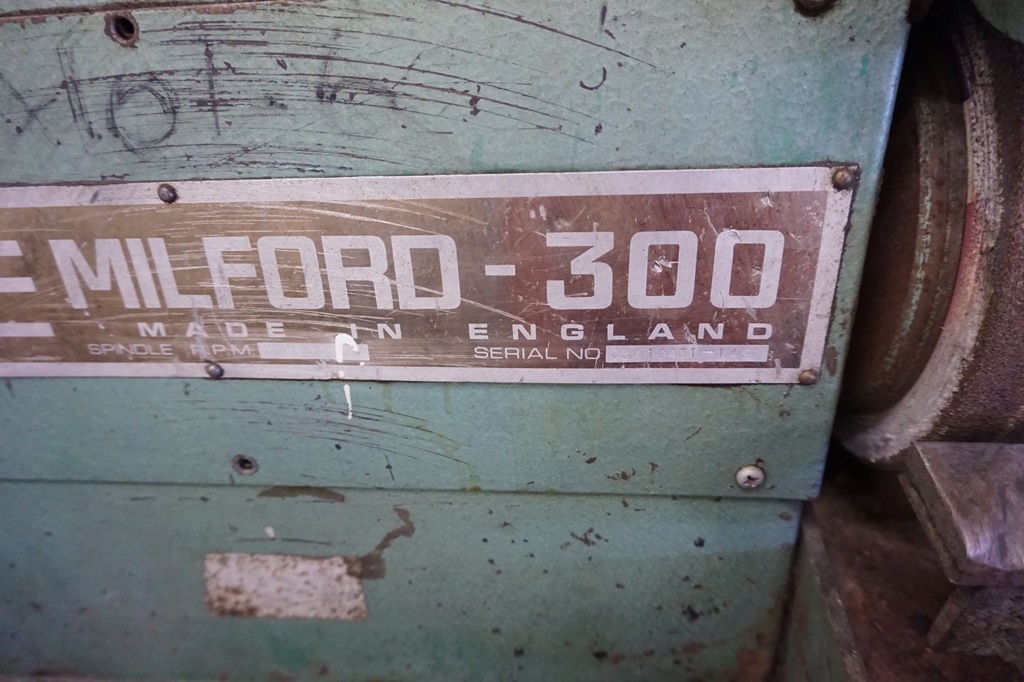 MILFORD - 300
MADE IN ENGLAND
SPINDLE R.P.M. SERIAL NO